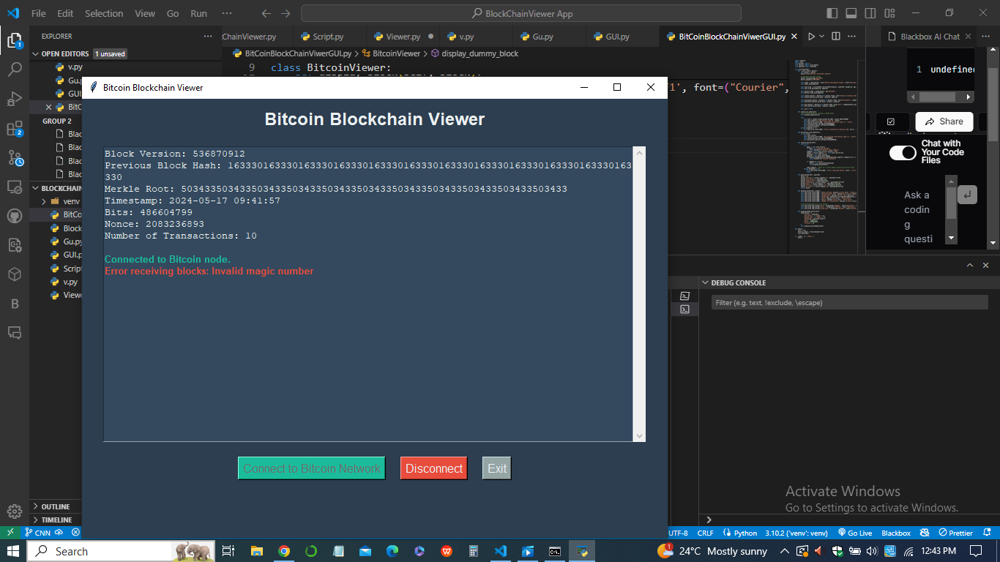 File Edit Selection View Go Run ···
BlockChainViewer App
EXPLORER
ChainViewer.py Script.py Viewer.py v.py Gu.py GUI.py BitCoinBlockChainViwerGUI.py
Blackbox AI Chat
OPEN EDITORS 1 unsaved
BitCoinBlockChainViwerGUI.py > BitcoinViewer > display_dummy_block
v.py
9 class BitcoinViewer:
1 undefined
Gu.p
f1', font=("Courier",
GUI
BitC
GROUP 2
Blac
Blac
Blac
Blac
Share
Chat with
Your Code
Files
Ask a
codin
g
questi
BLOCKCHAIN
venv
BitCo
Block
Gu.py
GUI.p
Script
v.py
Viewe
Bitcoin Blockchain Viewer
Bitcoin Blockchain Viewer
Block Version: 536870912
Previous Block Hash: 1633301633301633301633301633301633301633301633301633301633301633301633
330
Merkle Root: 503433503433503433503433503433503433503433503433503433503433503433
Timestamp: 2024-05-17 09:41:57
Bits: 486604799
Nonce: 2083236893
Number of Transactions: 10
Connected to Bitcoin node.
Error receiving blocks: Invalid magic number
Connect to Bitcoin Network Disconnect Exit
DEBUG CONSOLE
Filter (e.g. text, !exclude, \escape)
Activate Windows
Go to Settings to activate Windows.
OUTLINE
TIMELINE
CNN
UTF-8 CRLF Python 3.10.2 ('venv': venv) Go Live Blackbox Prettier
Search
24°C Mostly sunny
12:43 PM